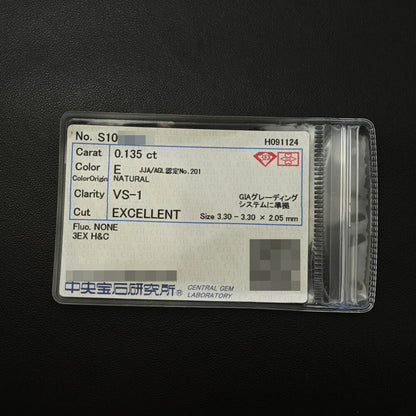 No. S10
H091124
Carat 0.135 ct
Color E JJA/AGL認定No.201
ColorOrigin NATURAL
Clarity VS-1
GIAグレーディング
システムに準拠
Cut EXCELLENT Size 3.30 - 3.30 × 2.05 mm
Fluo. NONE
3EX H&C
中央宝石研究所® CENTRAL GEM
LABORATORY